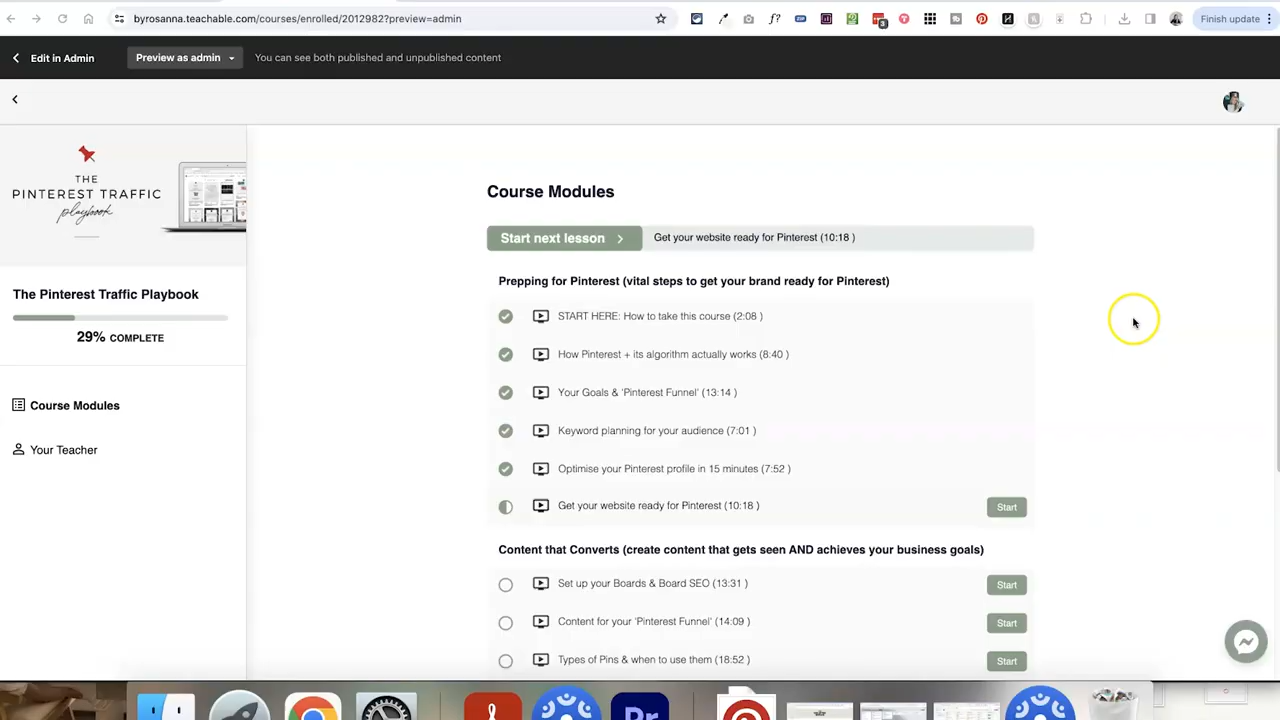 byrosanna.teachable.com/courses/enrolled/2012982?preview=admin
Finish update
Edit in Admin
Preview as admin
You can see both published and unpublished content
THE
PINTEREST TRAFFIC
playbook
The Pinterest Traffic Playbook
29% COMPLETE
Course Modules
Your Teacher
Course Modules
Start next lesson
Get your website ready for Pinterest (10:18 )
Prepping for Pinterest (vital steps to get your brand ready for Pinterest)
START HERE: How to take this course (2:08 )
How Pinterest + its algorithm actually works (8:40 )
Your Goals & 'Pinterest Funnel' (13:14 )
Keyword planning for your audience (7:01 )
Optimise your Pinterest profile in 15 minutes (7:52 )
Get your website ready for Pinterest (10:18 )
Start
Content that Converts (create content that gets seen AND achieves your business goals)
Set up your Boards & Board SEO (13:31 )
Start
Content for your 'Pinterest Funnel' (14:09 )
Start
Types of Pins & when to use them (18:52 )
Start
Pr